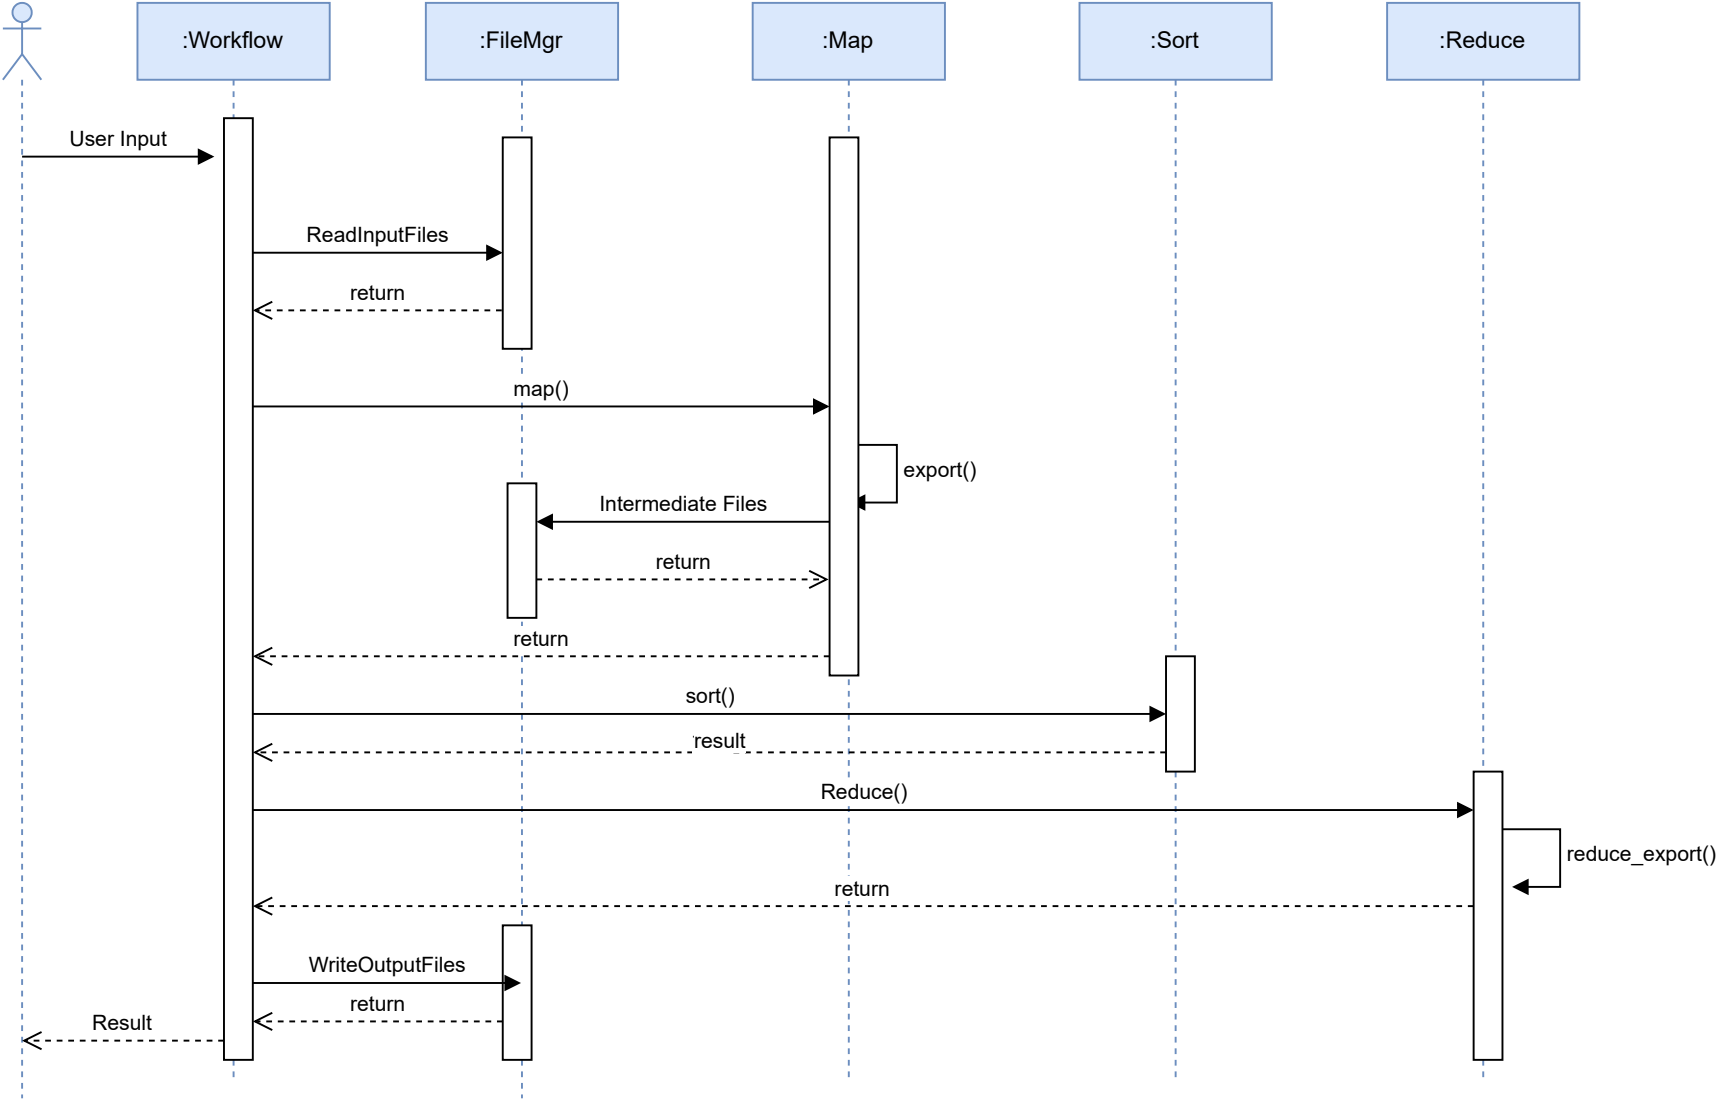 :Workflow
:FileMgr
:Map
:Sort
:Reduce
User Input
ReadInputFiles
return
map()
export()
Intermediate Files
return
return
sort()
result
Reduce()
reduce_export()
return
WriteOutputFiles
return
Result